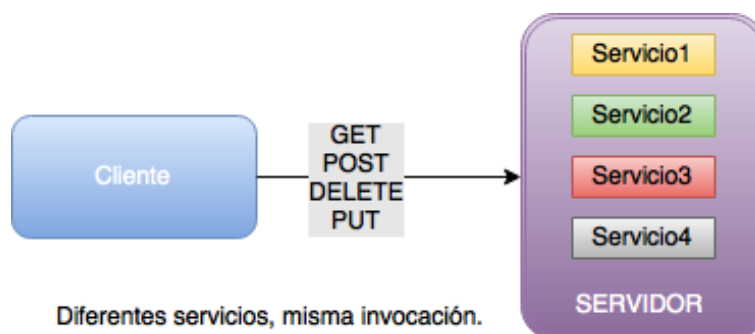 Cliente
GET
POST
DELETE
PUT
Servicio1
Servicio2
Servicio3
Servicio4
SERVIDOR
Diferentes servicios, misma invocación.